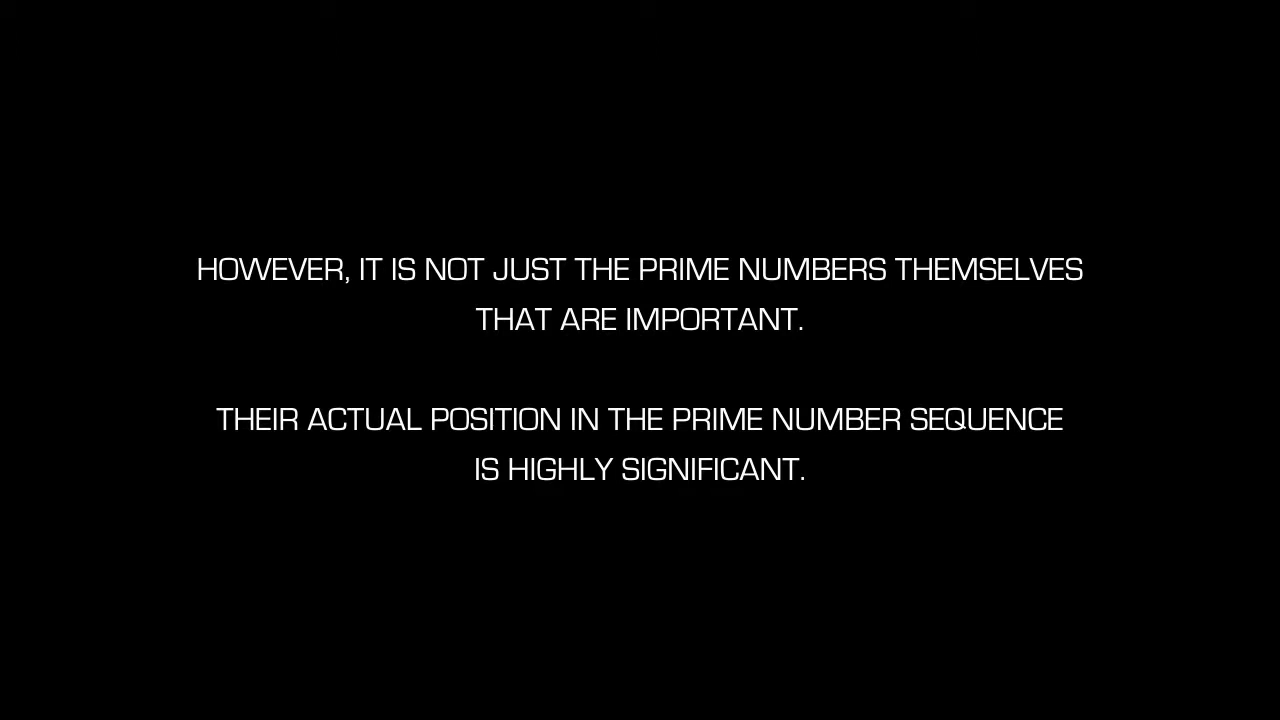 HOWEVER, IT IS NOT JUST THE PRIME NUMBERS THEMSELVES
THAT ARE IMPORTANT.
THEIR ACTUAL POSITION IN THE PRIME NUMBER SEQUENCE
IS HIGHLY SIGNIFICANT.